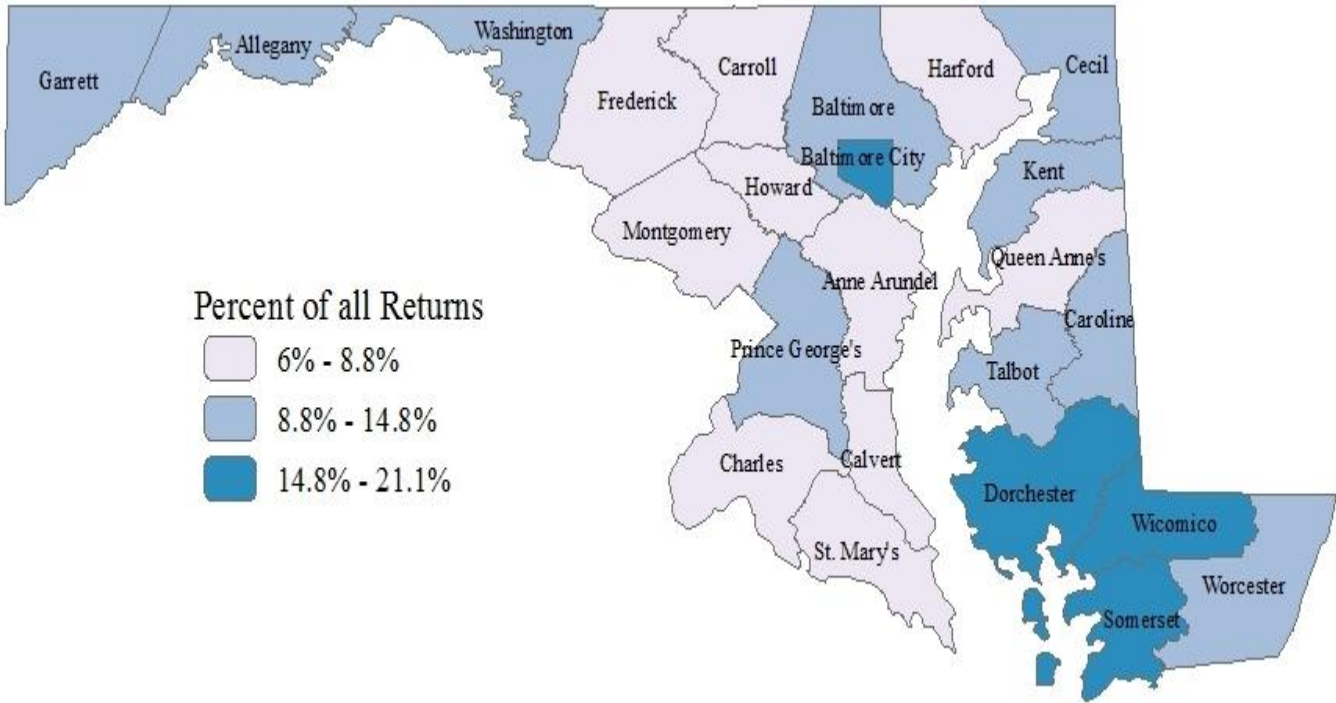 Washington
Allegany
Garrett
Frederick
Carroll
Harford
Cecil
Baltimore
Baltimore City
Howard
Kent
Montgomery
Queen Anne's
Anne Arundel
Caroline
Prince George's
Talbot
Charles
Calvert
St. Mary's
Dorchester
Wicomico
Worcester
Somerset
Percent of all Returns
6% - 8.8%
8.8% - 14.8%
14.8% - 21.1%